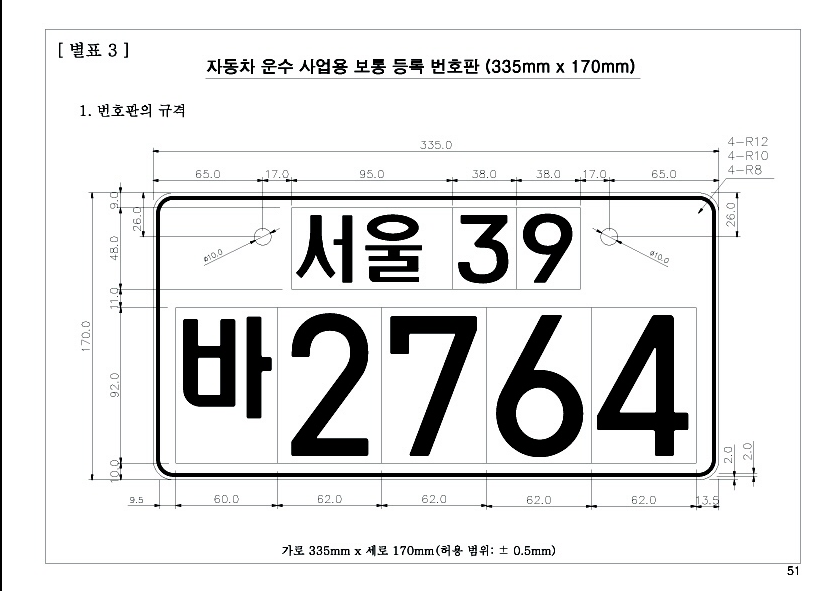 [ 별표 3 ]
자동차 운수 사업용 보통 등록 번호판 (335mm x 170mm)
1. 번호판의 규격
335.0
4-R12
4-R10
4-R8
65.0 17.0 95.0 38.0 38.0 17.0 65.0
9.0
26.0
26.0
48.0
ø10.0
ø10.0
서울 39
11.0
170.0
92.0
바 2764
10.0
2.0
2.0
9.5 60.0 62.0 62.0 62.0 62.0 13.5
가로 335mm x 세로 170mm(허용 범위: ± 0.5mm)
51